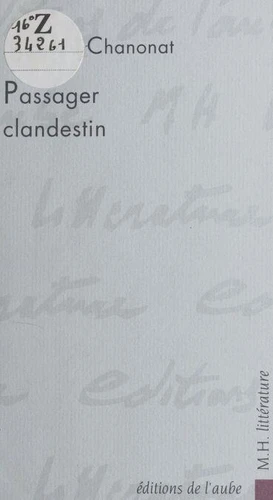 16° Z
34261
Chanonat
Passager
clandestin
M.H. littérature
éditions de l'aube